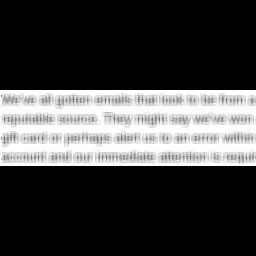 We've all gotten emails that look to be from a
reputable source. They might say we've won
gift card or perhaps alert us to an error within
account and our immediate attention is requi